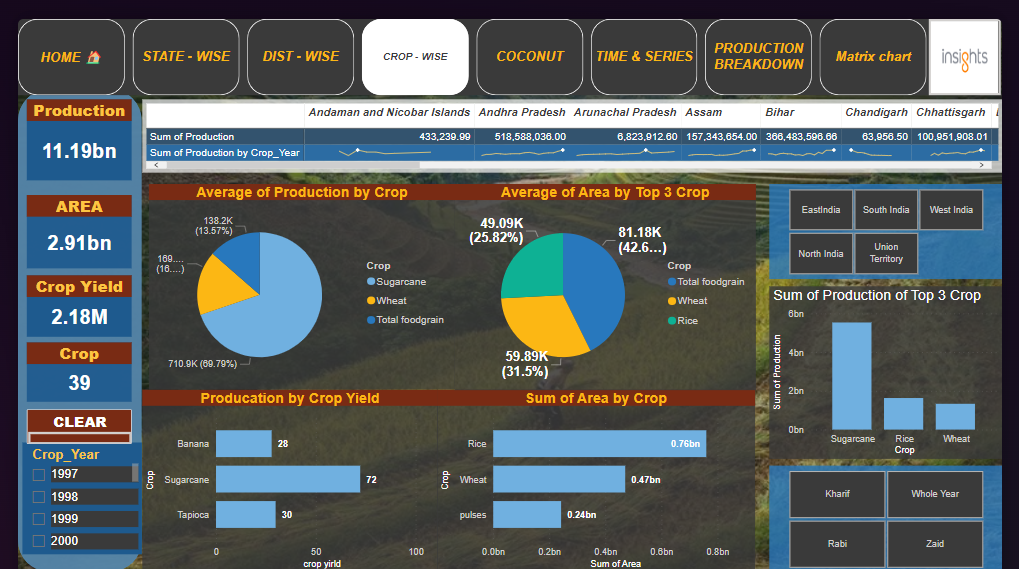 HOME
STATE - WISE
DIST - WISE
CROP - WISE
COCONUT
TIME & SERIES
PRODUCTION
BREAKDOWN
Matrix chart
insights
Production
11.19bn
AREA
2.91bn
Crop Yield
2.18M
Crop
39
CLEAR
Crop_Year
1997
1998
1999
2000
Andaman and Nicobar Islands Andhra Pradesh Arunachal Pradesh Assam Bihar Chandigarh Chhattisgarh
Sum of Production 433,239.99 518,588,036.00 6,823,912.60 157,343,654.00 366,483,596.66 63,956.50 100,951,908.01
Sum of Production by Crop_Year
Average of Production by Crop
138.2K
(13.57%)
169....
(16....)
710.9K (69.79%)
Crop
Sugarcane
Wheat
Total foodgrain
Average of Area by Top 3 Crop
49.09K
(25.82%)
81.18K
(42.6...)
59.89K
(31.5%)
Crop
Total foodgrain
Wheat
Rice
EastIndia
South India
West India
North India
Union
Territory
Sum of Production of Top 3 Crop
Sum of Production
6bn
4bn
2bn
0bn
Sugarcane Rice Wheat
Crop
Producation by Crop Yield
Crop
Banana 28
Sugarcane 72
Tapioca 30
0 50 100
crop yirld
Sum of Area by Crop
Crop
Rice 0.76bn
Wheat 0.47bn
pulses 0.24bn
0.0bn 0.2bn 0.4bn 0.6bn 0.8bn
Sum of Area
Kharif
Whole Year
Rabi
Zaid